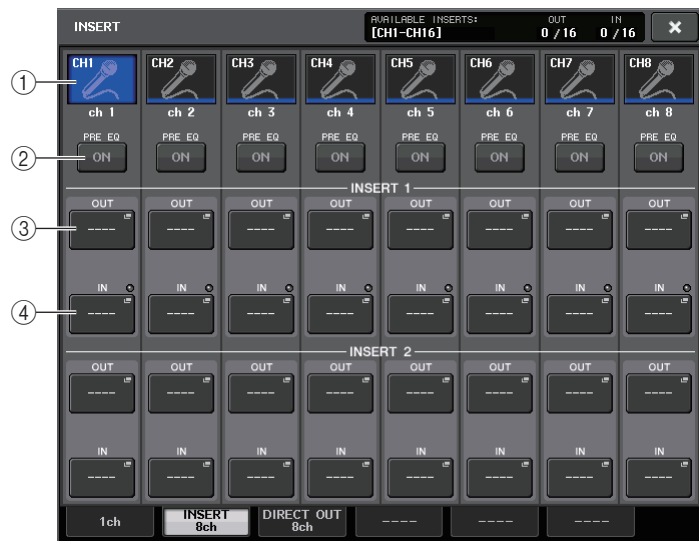 INSERT
AVAILABLE INSERTS: OUT IN
[CH1-CH16] 0 /16 0 /16
CH1 CH2 CH3 CH4 CH5 CH6 CH7 CH8
① ch 1 ch 2 ch 3 ch 4 ch 5 ch 6 ch 7 ch 8
PRE EQ PRE EQ PRE EQ PRE EQ PRE EQ PRE EQ PRE EQ PRE EQ
② ON ON ON ON ON ON ON ON
INSERT 1
OUT OUT OUT OUT OUT OUT OUT OUT
③ ---- ---- ---- ---- ---- ---- ---- ----
IN IN IN IN IN IN IN IN
④ ---- ---- ---- ---- ---- ---- ---- ----
INSERT 2
OUT OUT OUT OUT OUT OUT OUT OUT
---- ---- ---- ---- ---- ---- ---- ----
IN IN IN IN IN IN IN IN
---- ---- ---- ---- ---- ---- ---- ----
1ch INSERT 8ch DIRECT OUT 8ch ---- ---- ----